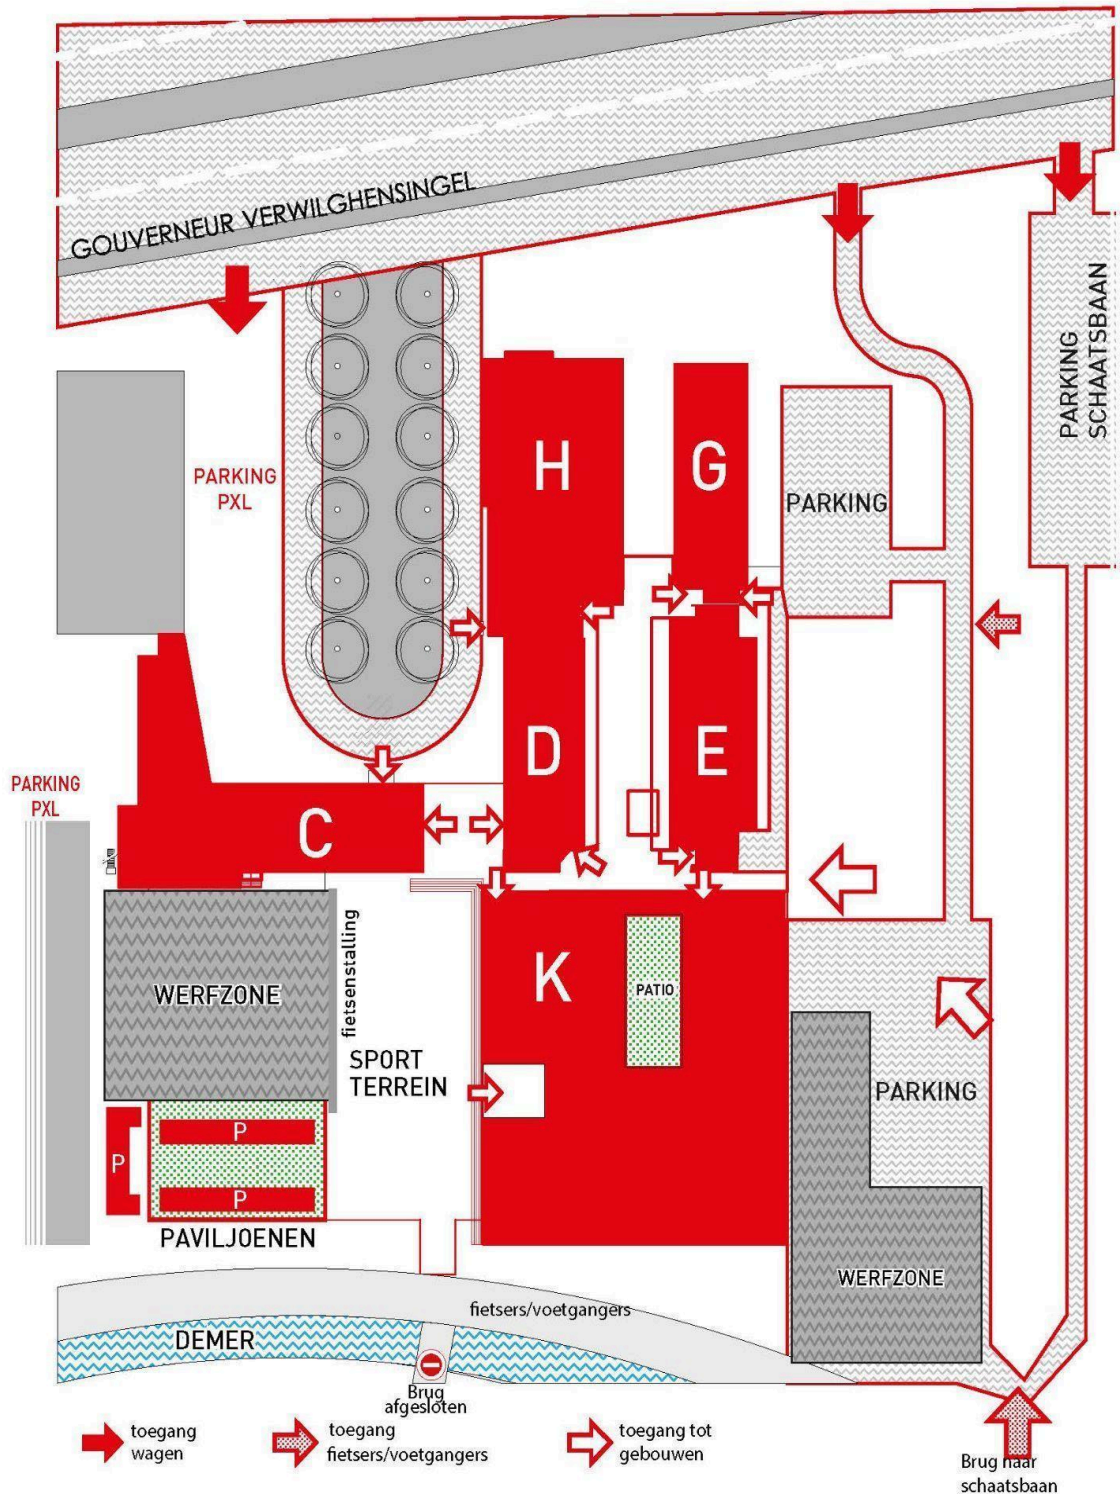 GOUVERNEUR VERWILGHENSINGEL
PARKING
SCHAATSBAAN
PARKING
PXL
H
G
PARKING
D
E
PARKING
PXL
C
fietsenstalling
WERFZONE
K
PATIO
SPORT
TERREIN
PARKING
P
P
P
PAVILJOENEN
WERFZONE
fietsers/voetgangers
DEMER
Brug
afgesloten
toegang
wagen
toegang
fietsers/voetgangers
toegang tot
gebouwen
Brug naar
schaatsbaan